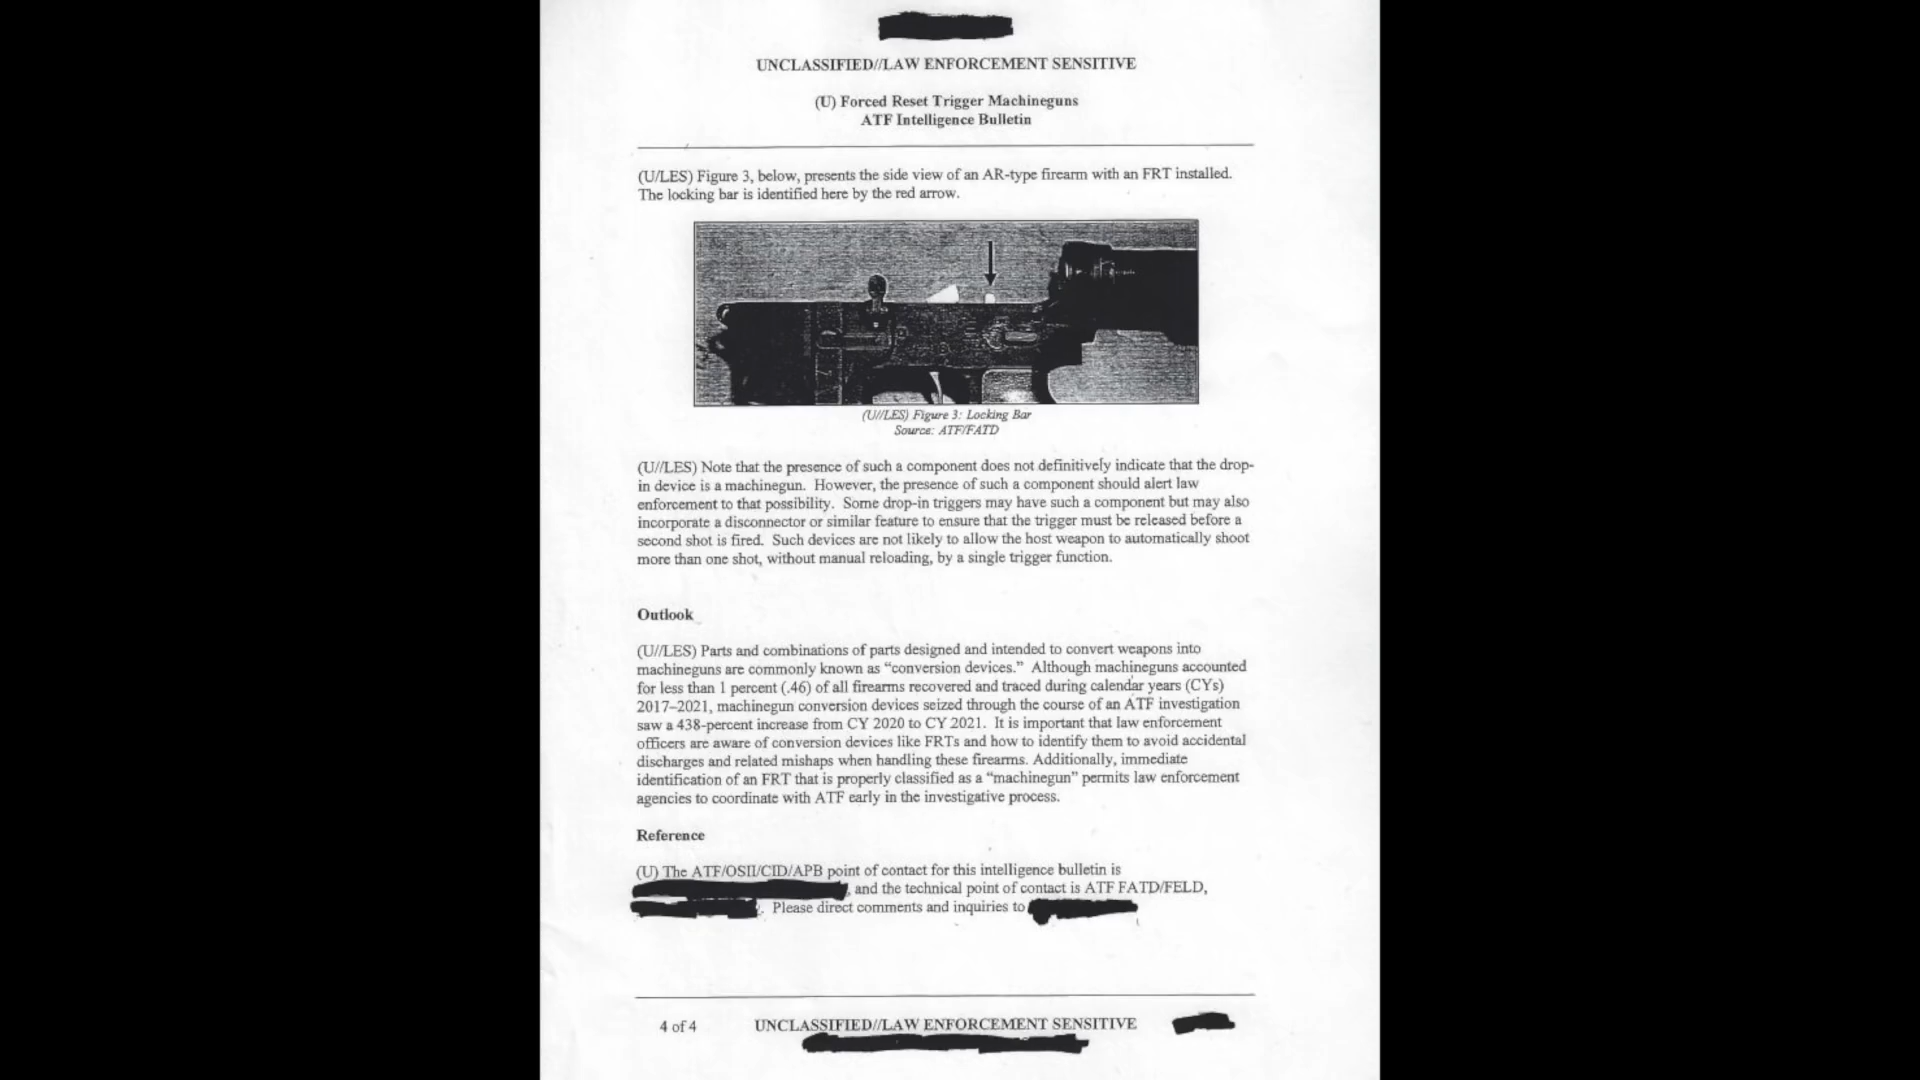 UNCLASSIFIED//LAW ENFORCEMENT SENSITIVE
(U) Forced Reset Trigger Machineguns
ATF Intelligence Bulletin
(U/LES) Figure 3, below, presents the side view of an AR-type firearm with an FRT installed.
The locking bar is identified here by the red arrow.
(U//LES) Figure 3: Locking Bar
Source: ATF/FATD
(U//LES) Note that the presence of such a component does not definitively indicate that the drop-
in device is a machinegun. However, the presence of such a component should alert law
enforcement to that possibility. Some drop-in triggers may have such a component but may also
incorporate a disconnector or similar feature to ensure that the trigger must be released before a
second shot is fired. Such devices are not likely to allow the host weapon to automatically shoot
more than one shot, without manual reloading, by a single trigger function.
Outlook
(U//LES) Parts and combinations of parts designed and intended to convert weapons into
machineguns are commonly known as “conversion devices.” Although machineguns accounted
for less than 1 percent (.46) of all firearms recovered and traced during calendar years (CYs)
2017–2021, machinegun conversion devices seized through the course of an ATF investigation
saw a 438-percent increase from CY 2020 to CY 2021. It is important that law enforcement
officers are aware of conversion devices like FRTs and how to identify them to avoid accidental
discharges and related mishaps when handling these firearms. Additionally, immediate
identification of an FRT that is properly classified as a “machinegun” permits law enforcement
agencies to coordinate with ATF early in the investigative process.
Reference
(U) The ATF/OSII/CID/APB point of contact for this intelligence bulletin is
, and the technical point of contact is ATF FATD/FELD,
. Please direct comments and inquiries to
4 of 4 UNCLASSIFIED//LAW ENFORCEMENT SENSITIVE